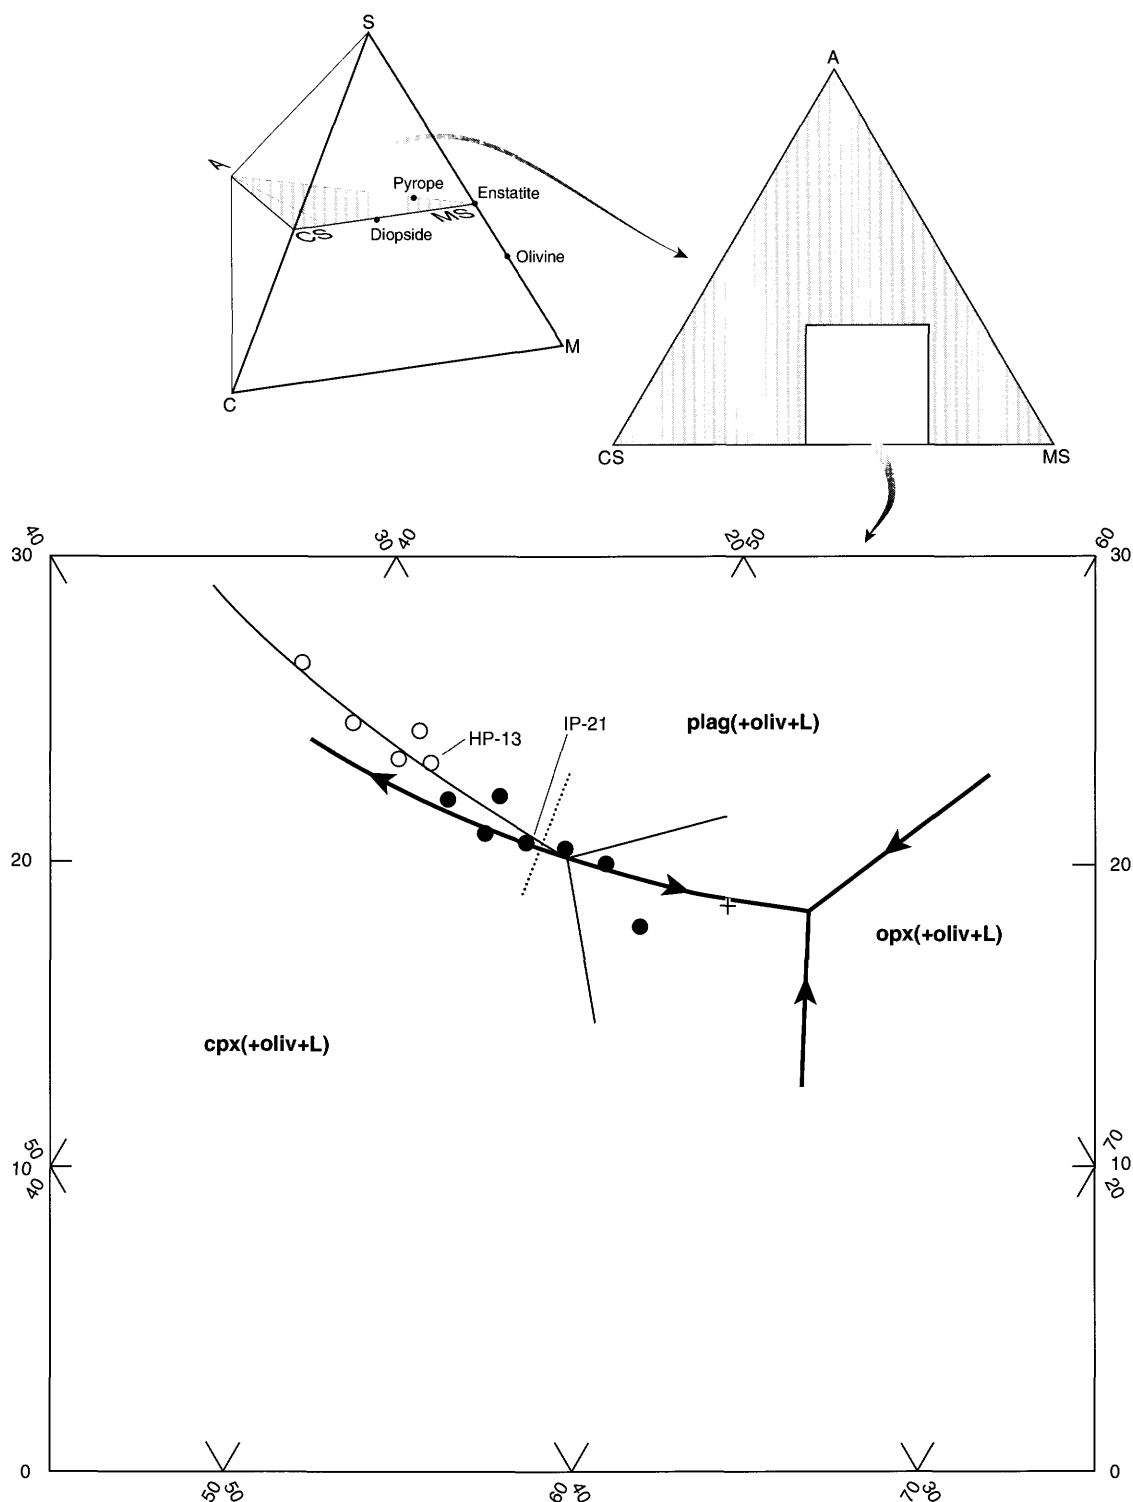 S
A
Pyrope
Enstatite
CS
MS
Diopside
Olivine
M
C
A
CS
MS
30
40
30
40
20
50
60
30
IP-21
plag(+oliv+L)
HP-13
20
20
opx(+oliv+L)
cpx(+oliv+L)
50
10
40
70
10
20
0
0
50
50
60
40
70
30